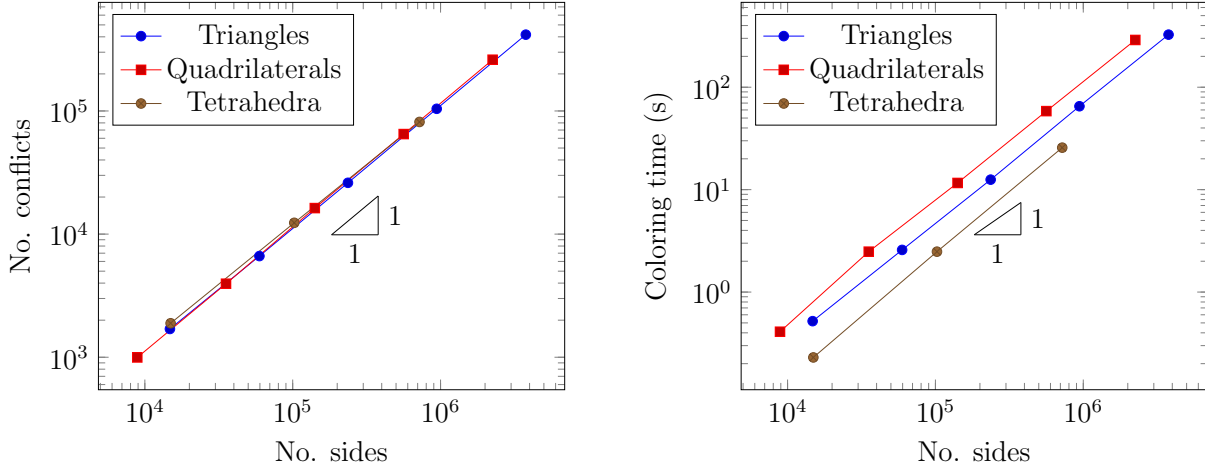 Triangles
Quadrilaterals
Tetrahedra
10^5
10^4
10^3
No. conflicts
1
1
10^4 10^5 10^6
No. sides
Triangles
Quadrilaterals
Tetrahedra
10^2
10^1
10^0
Coloring time (s)
1
1
10^4 10^5 10^6
No. sides